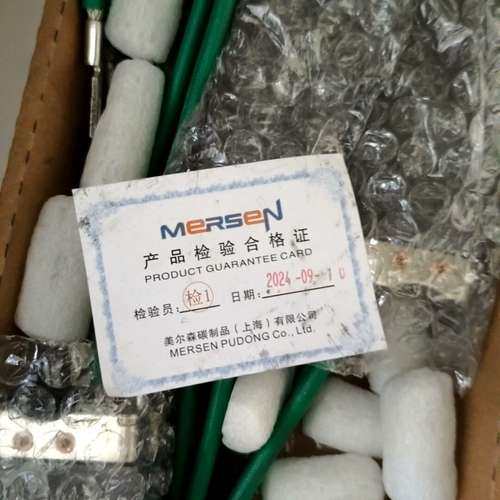 MERSEN
产品检验合格证
PRODUCT GUARANTEE CARD
检验员: 检1 日期: 2024-09-10
美尔森碳制品(上海)有限公司
MERSEN PUDONG Co., Ltd.